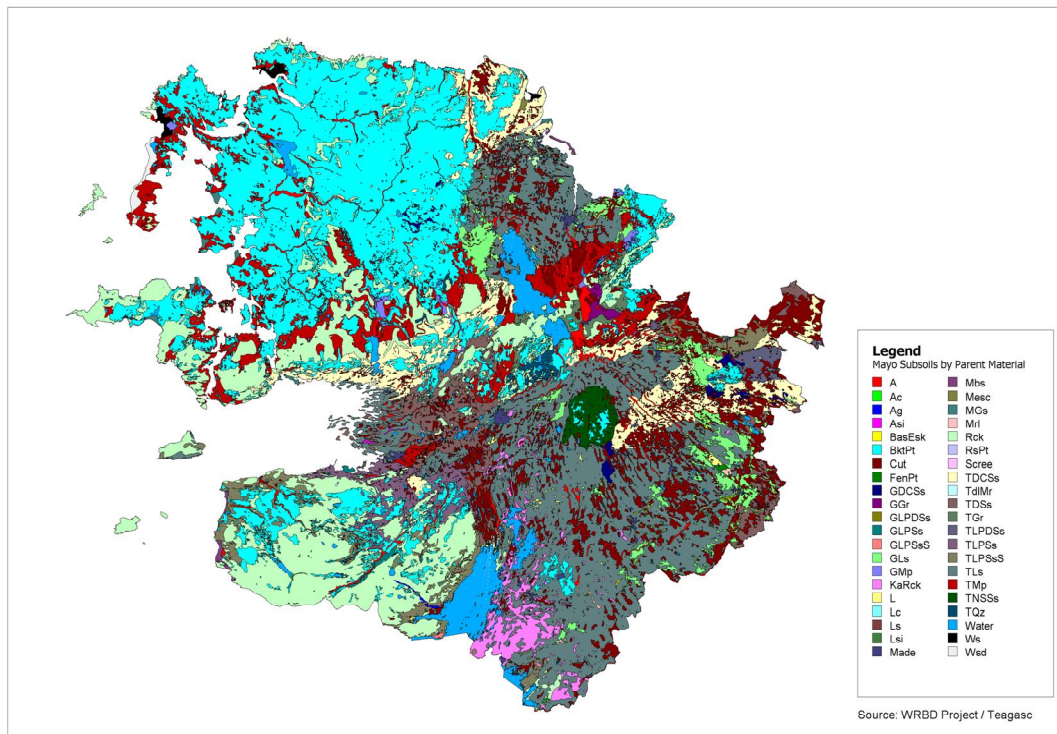 Legend
Mayo Subsoils by Parent Material
A
Ac
Ag
Asi
BasEsk
BktPt
Cut
FenPt
GDCSs
GGr
GLPDSs
GLPSs
GLPSsS
GLs
GMp
KaRck
L
Lc
Ls
Lsi
Made
Mbs
Mesc
MGs
Mrl
Rck
RsPt
Scree
TDCSs
TdlMr
TDSs
TGr
TLPDSs
TLPSs
TLPSsS
TLs
TMp
TNSSs
TQz
Water
Ws
Wsd
Source: WRBD Project / Teagasc